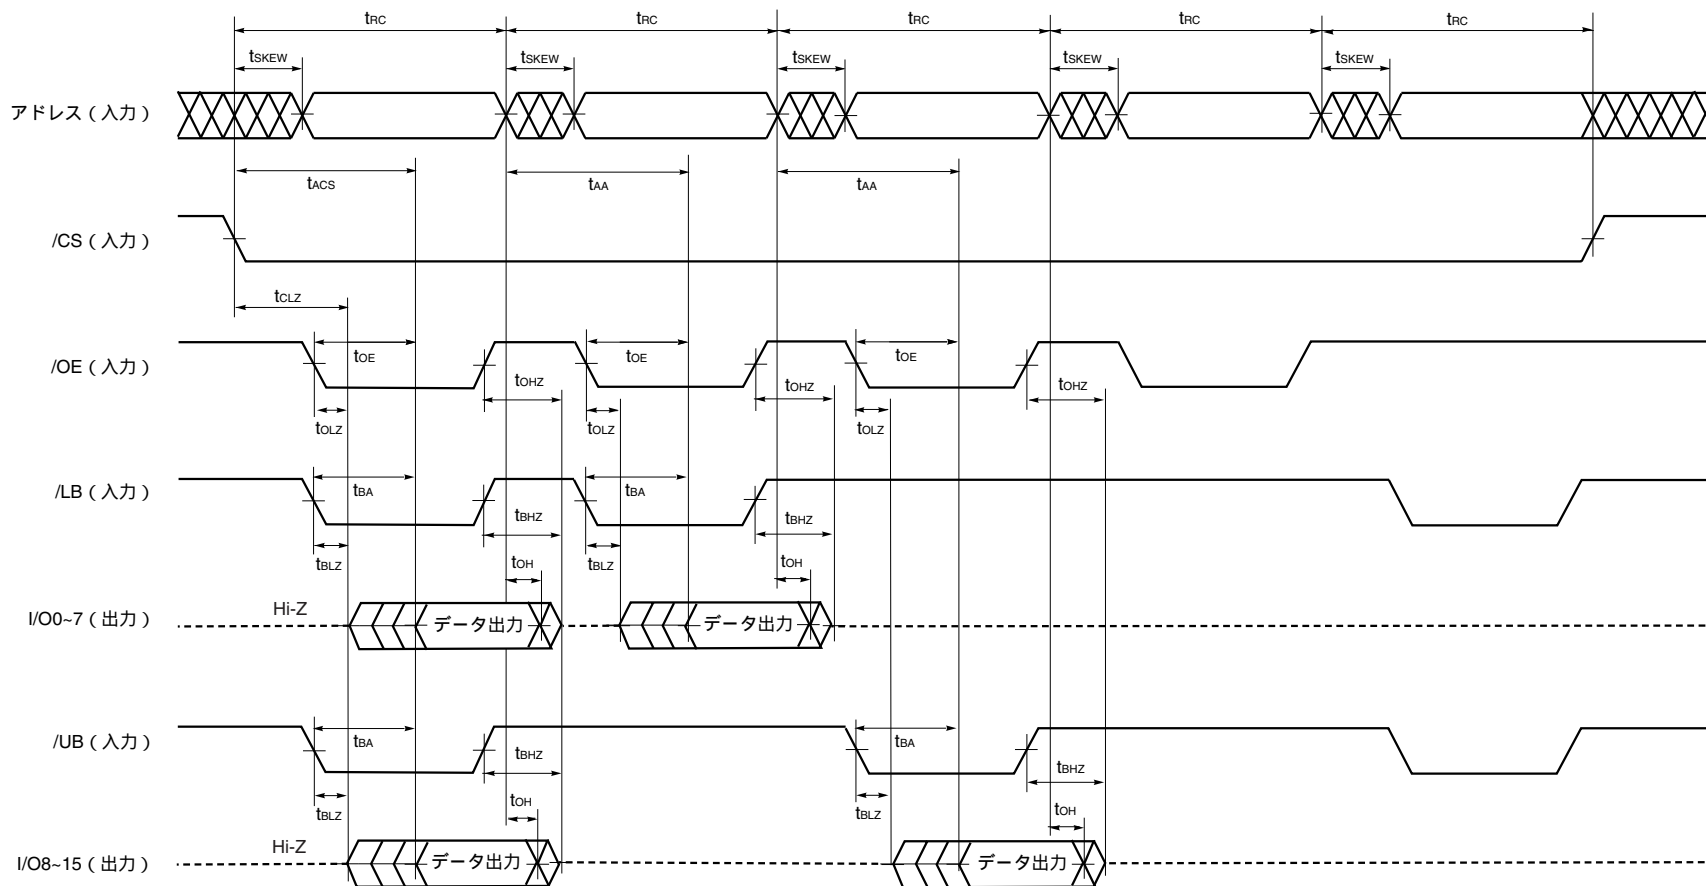 tRC tRC tRC tRC tRC
tSKEW tSKEW tSKEW tSKEW tSKEW
アドレス（入力）
tACS tAA tAA
/CS（入力）
tCLZ
/OE（入力）
tOE tOE tOE
tOHZ tOHZ tOHZ
tOLZ tOLZ tOLZ
/LB（入力）
tBA tBA
tBHZ tBHZ
tBLZ tOH tBLZ tOH
I/O0~7（出力）
Hi-Z データ出力 データ出力
/UB（入力）
tBA tBA
tBHZ tBHZ
tBLZ tOH tBLZ tOH
I/O8~15（出力）
Hi-Z データ出力 データ出力